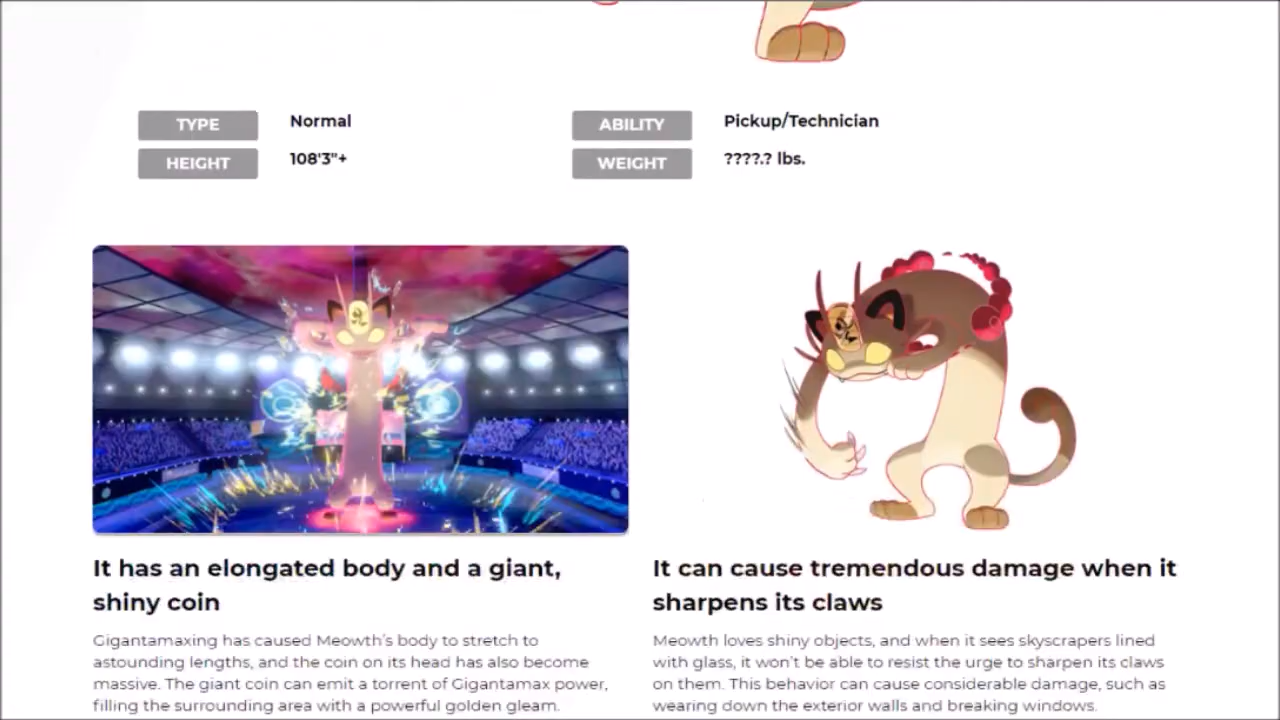 TYPE Normal ABILITY Pickup/Technician
HEIGHT 108'3"+ WEIGHT ????.? lbs.
It has an elongated body and a giant,
shiny coin
Gigantamaxing has caused Meowth's body to stretch to
astounding lengths, and the coin on its head has also become
massive. The giant coin can emit a torrent of Gigantamax power,
filling the surrounding area with a powerful golden gleam.
It can cause tremendous damage when it
sharpens its claws
Meowth loves shiny objects, and when it sees skyscrapers lined
with glass, it won't be able to resist the urge to sharpen its claws
on them. This behavior can cause considerable damage, such as
wearing down the exterior walls and breaking windows.